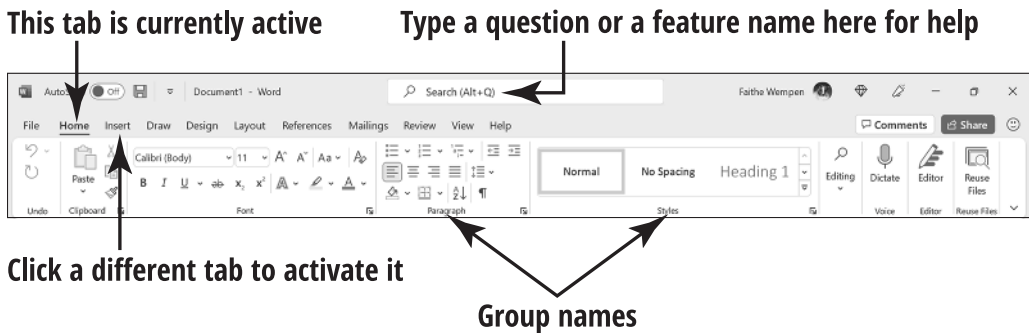 This tab is currently active Type a question or a feature name here for help
Off Document1 - Word Search (Alt+Q) Faithe Wempen
File Home Insert Draw Design Layout References Mailings Review View Help Comments Share
Calibri (Body) 11 A A Aa A
Paste B I U ab x₂ x² A A Normal No Spacing Heading 1 Editing Dictate Editor Reuse
Files
Undo Clipboard Font Paragraph Styles Voice Editor Reuse Files
Click a different tab to activate it
Group names